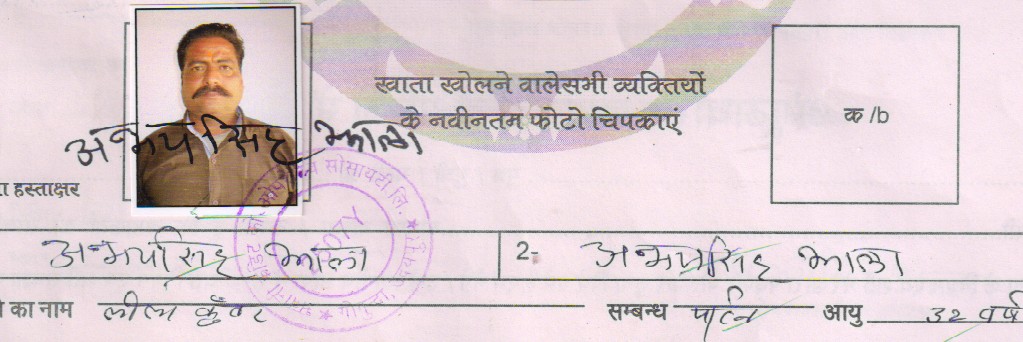 खाता खोलने वालेसभी व्यक्तियों
के नवीनतम फोटो चिपकाएं
क /b
अभयसिंह झाला
हस्ताक्षर
अभयसिंह झाला 2- अभयसिंह झाला
का नाम लीला कुँवर सम्बन्ध पत्नि आयु 32 वर्ष